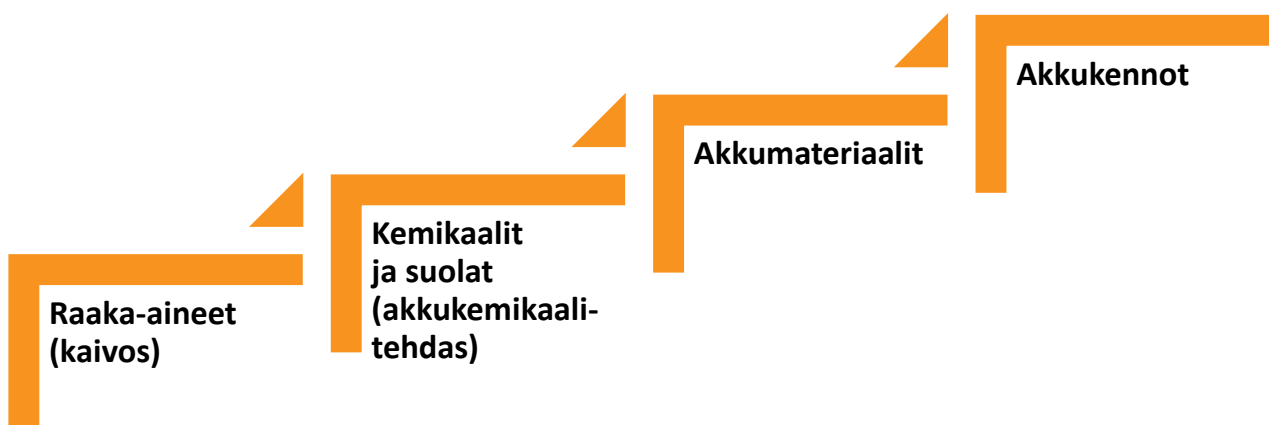 Raaka-aineet
(kaivos)
Kemikaalit
ja suolat
(akkukemikaali-
tehdas)
Akkumateriaalit
Akkukennot